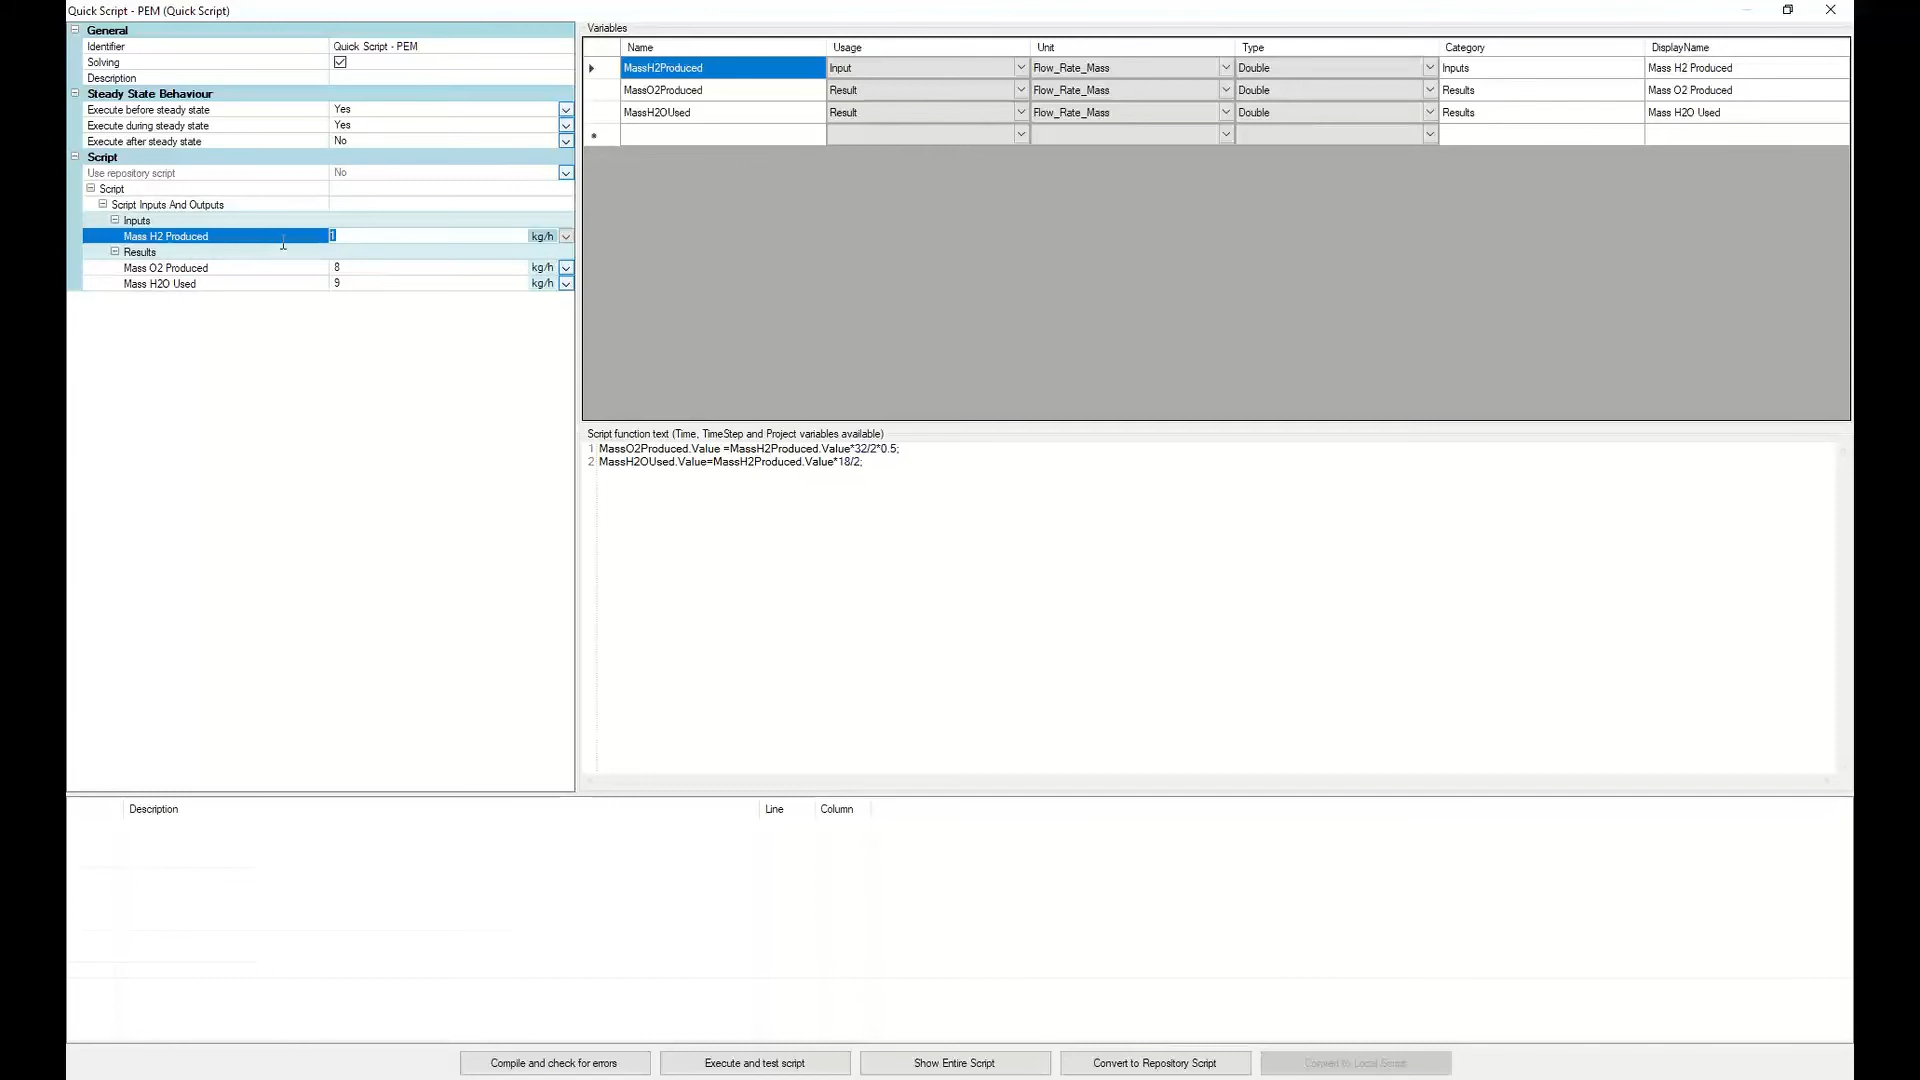 Quick Script - PEM (Quick Script)
General
Identifier Quick Script - PEM
Solving
Description
Steady State Behaviour
Execute before steady state Yes
Execute during steady state Yes
Execute after steady state No
Script
Use repository script No
Script
Script Inputs And Outputs
Inputs
Mass H2 Produced 1 kg/h
Results
Mass O2 Produced 8 kg/h
Mass H2O Used 9 kg/h
Variables
Name Usage Unit Type Category DisplayName
MassH2Produced Input Flow_Rate_Mass Double Inputs Mass H2 Produced
MassO2Produced Result Flow_Rate_Mass Double Results Mass O2 Produced
MassH2OUsed Result Flow_Rate_Mass Double Results Mass H2O Used
*
Script function text (Time, TimeStep and Project variables available)
1 MassO2Produced.Value =MassH2Produced.Value*32/2*0.5;
2 MassH2OUsed.Value=MassH2Produced.Value*18/2;
Description Line Column
Compile and check for errors Execute and test script Show Entire Script Convert to Repository Script Convert to Local Script